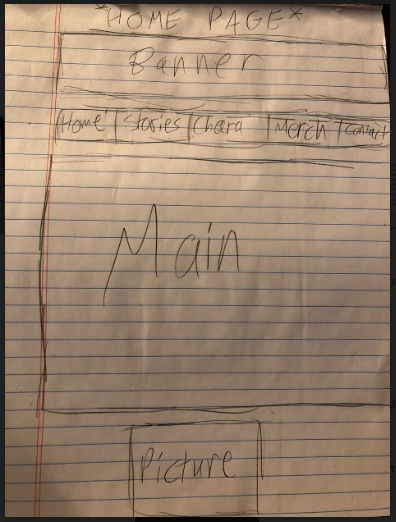 *HOME PAGE*
Banner
Home Stories Chara Merch Contact
Main
Picture